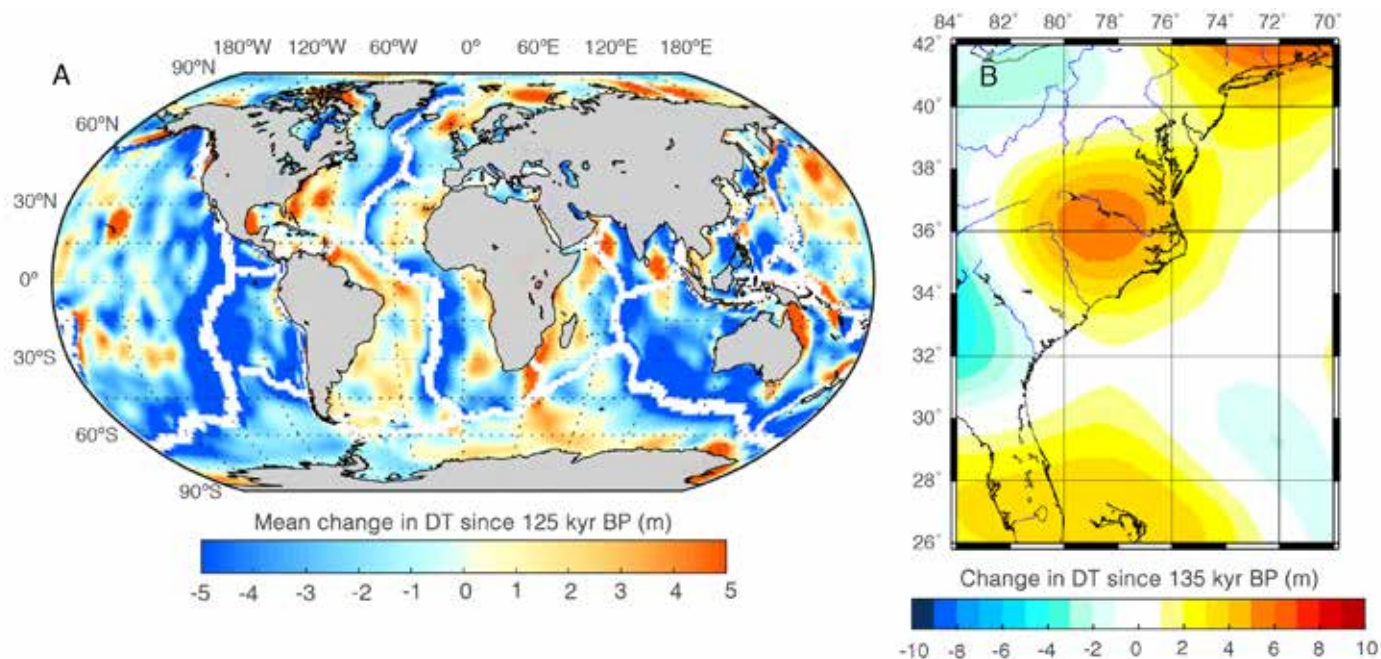 180°W 120°W 60°W 0° 60°E 120°E 180°E
A
90°N
60°N
30°N
0°
30°S
60°S
90°S
Mean change in DT since 125 kyr BP (m)
-5 -4 -3 -2 -1 0 1 2 3 4 5
84° 80° 78° 76° 72° 70°
B
42°
40°
38°
36°
34°
32°
30°
28°
26°
Change in DT since 135 kyr BP (m)
-10 -8 -6 -4 -2 0 2 4 6 8 10